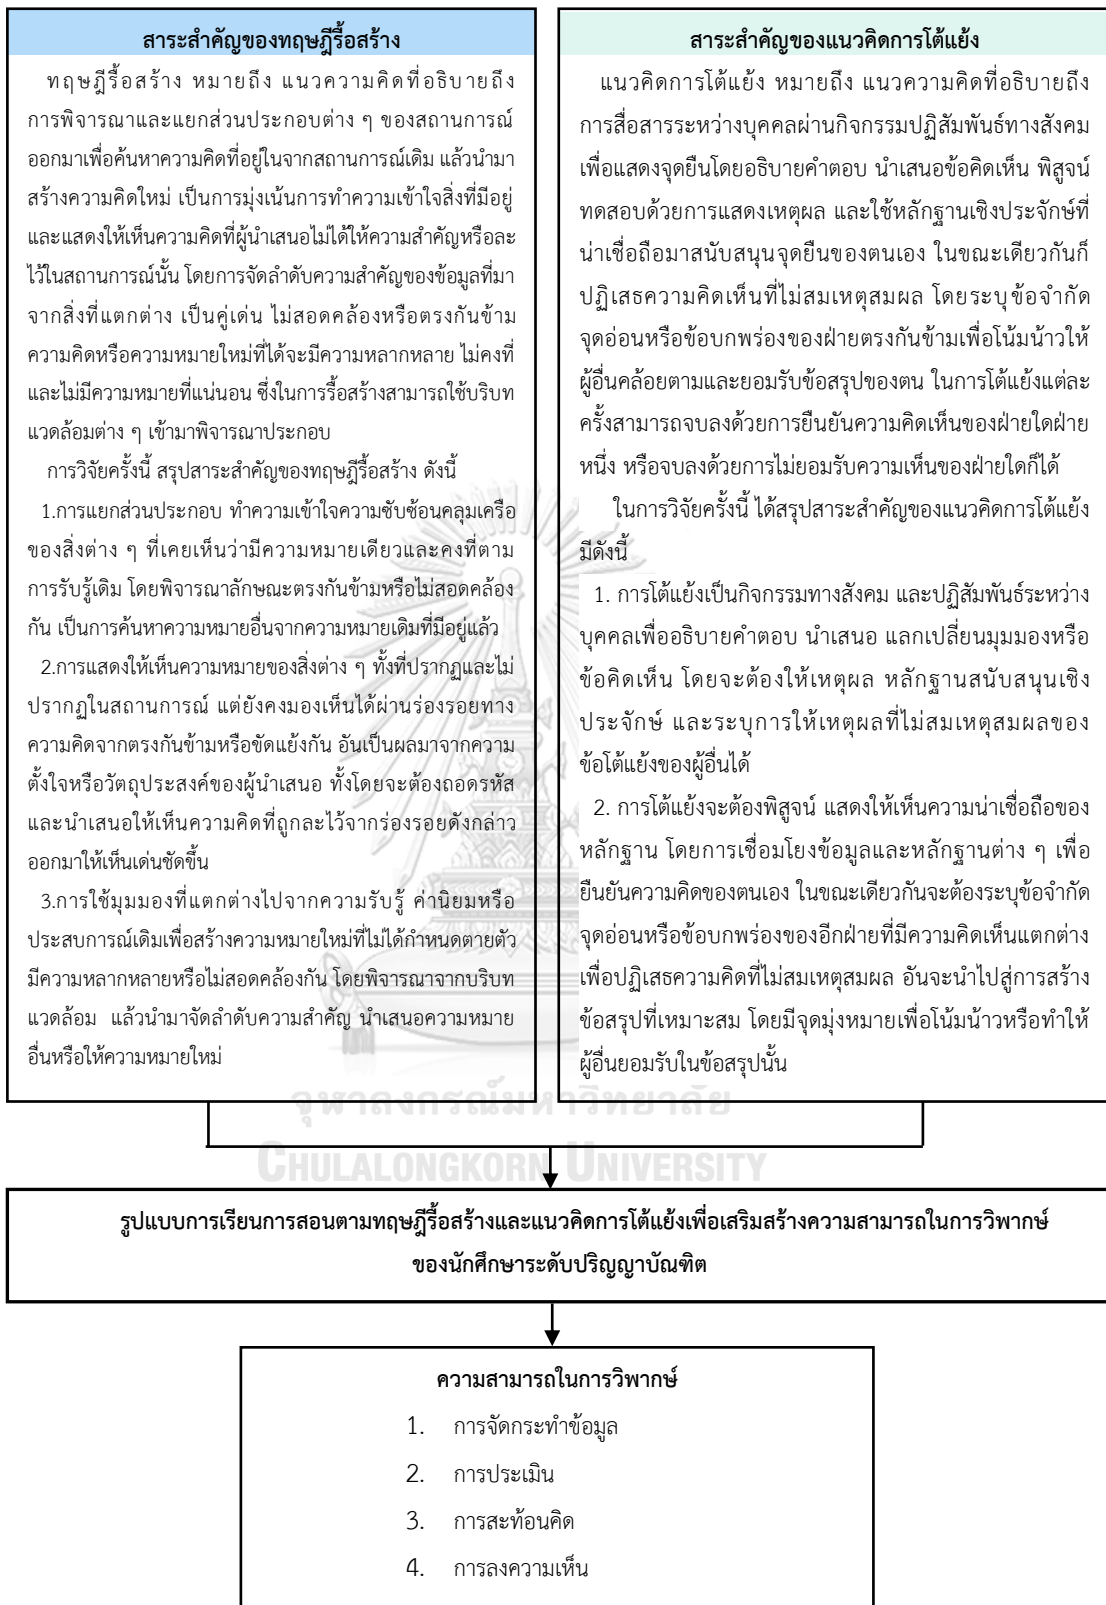 สาระสำคัญของทฤษฎีรื้อสร้าง
ทฤษฎีรื้อสร้าง หมายถึง แนวความคิดที่อธิบายถึง
การพิจารณาและแยกส่วนประกอบต่าง ๆ ของสถานการณ์
ออกมาเพื่อค้นหาความคิดที่อยู่ในจากสถานการณ์เดิม แล้วนำมา
สร้างความคิดใหม่ เป็นการมุ่งเน้นการทำความเข้าใจสิ่งที่มีอยู่
และแสดงให้เห็นความคิดที่ผู้นำเสนอไม่ได้ให้ความสำคัญหรือละ
ไว้ในสถานการณ์นั้น โดยการจัดลำดับความสำคัญของข้อมูลที่มา
จากสิ่งที่แตกต่าง เป็นคู่เด่น ไม่สอดคล้องหรือตรงกันข้าม
ความคิดหรือความหมายใหม่ที่ได้จะมีความหลากหลาย ไม่คงที่
และไม่มีความหมายที่แน่นอน ซึ่งในการรื้อสร้างสามารถใช้บริบท
แวดล้อมต่าง ๆ เข้ามาพิจารณาประกอบ
การวิจัยครั้งนี้ สรุปสาระสำคัญของทฤษฎีรื้อสร้าง ดังนี้
1.การแยกส่วนประกอบ ทำความเข้าใจความซับซ้อนคลุมเครือ
ของสิ่งต่าง ๆ ที่เคยเห็นว่ามีความหมายเดียวและคงที่ตาม
การรับรู้เดิม โดยพิจารณาลักษณะตรงกันข้ามหรือไม่สอดคล้อง
กัน เป็นการค้นหาความหมายอื่นจากความหมายเดิมที่มีอยู่แล้ว
2.การแสดงให้เห็นความหมายของสิ่งต่าง ๆ ทั้งที่ปรากฏและไม่
ปรากฏในสถานการณ์ แต่ยังคงมองเห็นได้ผ่านร่องรอยทาง
ความคิดจากตรงกันข้ามหรือขัดแย้งกัน อันเป็นผลมาจากความ
ตั้งใจหรือวัตถุประสงค์ของผู้นำเสนอ ทั้งโดยจะต้องถอดรหัส
และนำเสนอให้เห็นความคิดที่ถูกละไว้จากร่องรอยดังกล่าว
ออกมาให้เห็นเด่นชัดขึ้น
3.การใช้มุมมองที่แตกต่างไปจากความรับรู้ ค่านิยมหรือ
ประสบการณ์เดิมเพื่อสร้างความหมายใหม่ที่ไม่ได้กำหนดตายตัว
มีความหลากหลายหรือไม่สอดคล้องกัน โดยพิจารณาจากบริบท
แวดล้อม แล้วนำมาจัดลำดับความสำคัญ นำเสนอความหมาย
อื่นหรือให้ความหมายใหม่
สาระสำคัญของแนวคิดการโต้แย้ง
แนวคิดการโต้แย้ง หมายถึง แนวความคิดที่อธิบายถึง
การสื่อสารระหว่างบุคคลผ่านกิจกรรมปฏิสัมพันธ์ทางสังคม
เพื่อแสดงจุดยืนโดยอธิบายคำตอบ นำเสนอข้อคิดเห็น พิสูจน์
ทดสอบด้วยการแสดงเหตุผล และใช้หลักฐานเชิงประจักษ์ที่
น่าเชื่อถือมาสนับสนุนจุดยืนของตนเอง ในขณะเดียวกันก็
ปฏิเสธความคิดเห็นที่ไม่สมเหตุสมผล โดยระบุข้อจำกัด
จุดอ่อนหรือข้อบกพร่องของฝ่ายตรงกันข้ามเพื่อโน้มน้าวให้
ผู้อื่นคล้อยตามและยอมรับข้อสรุปของตน ในการโต้แย้งแต่ละ
ครั้งสามารถจบลงด้วยการยืนยันความคิดเห็นของฝ่ายใดฝ่าย
หนึ่ง หรือจบลงด้วยการไม่ยอมรับความเห็นของฝ่ายใดก็ได้
ในการวิจัยครั้งนี้ ได้สรุปสาระสำคัญของแนวคิดการโต้แย้ง
มีดังนี้
1. การโต้แย้งเป็นกิจกรรมทางสังคม และปฏิสัมพันธ์ระหว่าง
บุคคลเพื่ออธิบายคำตอบ นำเสนอ แลกเปลี่ยนมุมมองหรือ
ข้อคิดเห็น โดยจะต้องให้เหตุผล หลักฐานสนับสนุนเชิง
ประจักษ์ และระบุการให้เหตุผลที่ไม่สมเหตุสมผลของ
ข้อโต้แย้งของผู้อื่นได้
2. การโต้แย้งจะต้องพิสูจน์ แสดงให้เห็นความน่าเชื่อถือของ
หลักฐาน โดยการเชื่อมโยงข้อมูลและหลักฐานต่าง ๆ เพื่อ
ยืนยันความคิดของตนเอง ในขณะเดียวกันจะต้องระบุข้อจำกัด
จุดอ่อนหรือข้อบกพร่องของอีกฝ่ายที่มีความคิดเห็นแตกต่าง
เพื่อปฏิเสธความคิดที่ไม่สมเหตุสมผล อันจะนำไปสู่การสร้าง
ข้อสรุปที่เหมาะสม โดยมีจุดมุ่งหมายเพื่อโน้มน้าวหรือทำให้
ผู้อื่นยอมรับในข้อสรุปนั้น
จุฬาลงกรณ์มหาวิทยาลัย
CHULALONGKORN UNIVERSITY
รูปแบบการเรียนการสอนตามทฤษฎีรื้อสร้างและแนวคิดการโต้แย้งเพื่อเสริมสร้างความสามารถในการวิพากษ์
ของนักศึกษาระดับปริญญาบัณฑิต
ความสามารถในการวิพากษ์
1. การจัดกระทำข้อมูล
2. การประเมิน
3. การสะท้อนคิด
4. การลงความเห็น